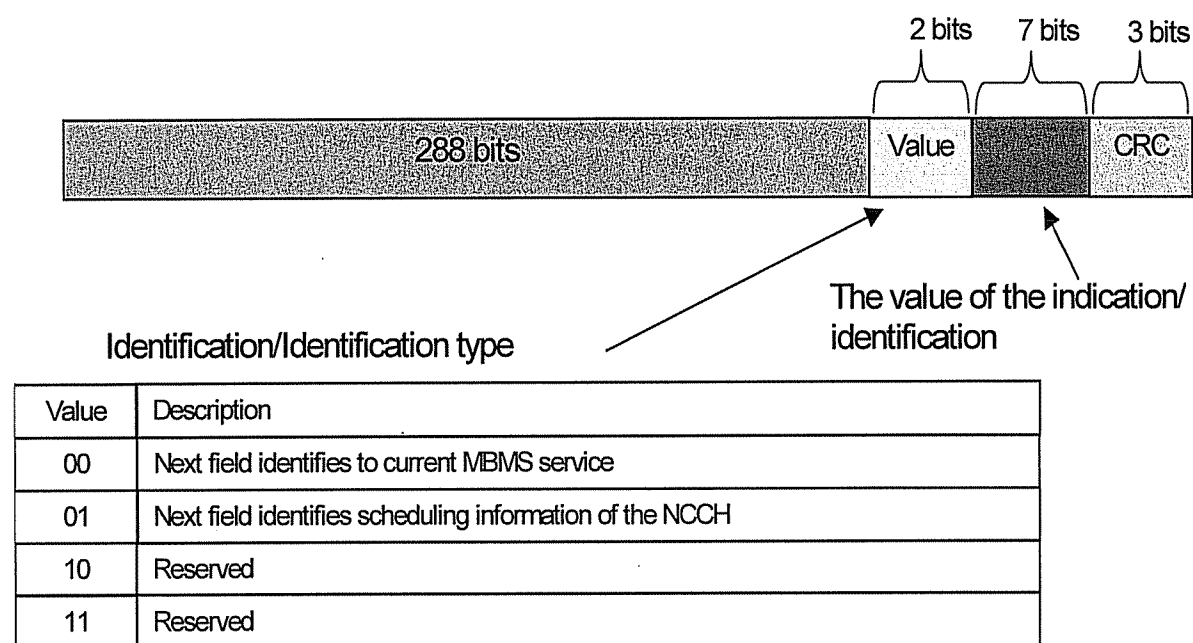 2 bits 7 bits 3 bits
288 bits Value CRC
The value of the indication/
identification
Identification/Identification type
Value Description
00 Next field identifies to current MBMS service
01 Next field identifies scheduling information of the NCCH
10 Reserved
11 Reserved